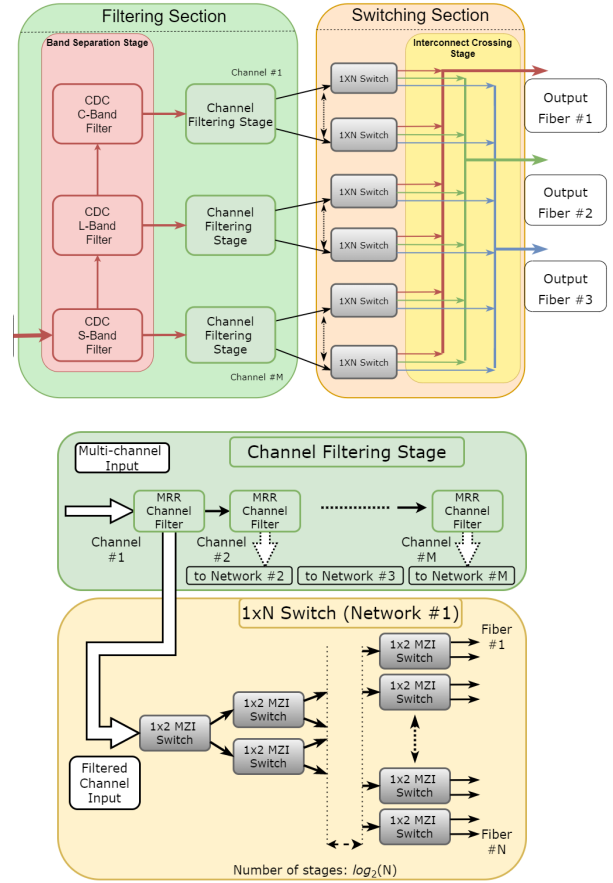 Filtering Section
Switching Section
Band Separation Stage
Interconnect Crossing
Stage
CDC
C-Band
Filter
CDC
L-Band
Filter
CDC
S-Band
Filter
Channel
Filtering Stage
Channel
Filtering
Stage
Channel
Filtering
Stage
Channel #1
Channel #M
1XN Switch
1XN Switch
1XN Switch
1XN Switch
1XN Switch
1XN Switch
Output
Fiber #1
Output
Fiber #2
Output
Fiber #3
Multi-channel
Input
Channel Filtering Stage
MRR
Channel
Filter
MRR
Channel
Filter
MRR
Channel
Filter
Channel
#1
Channel
#2
Channel
#M
to Network #2
to Network #3
to Network #M
1xN Switch (Network #1)
1x2 MZI
Switch
1x2 MZI
Switch
1x2 MZI
Switch
1x2 MZI
Switch
1x2 MZI
Switch
1x2 MZI
Switch
1x2 MZI
Switch
Fiber
#1
Fiber
#N
Filtered
Channel
Input
Number of stages: log₂(N)